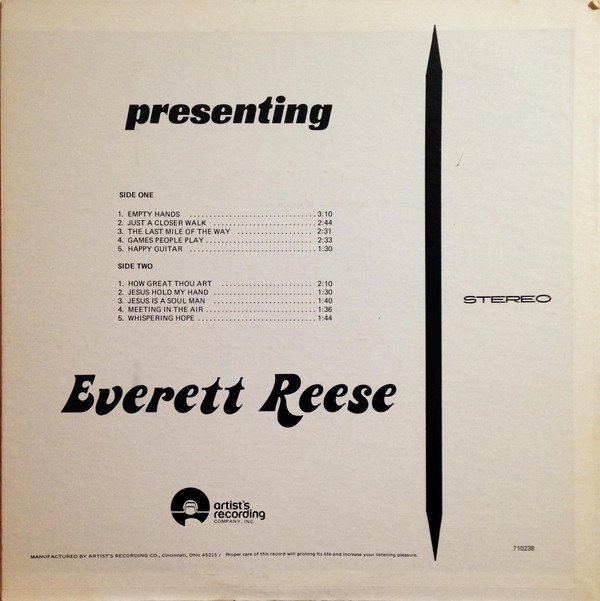 presenting
SIDE ONE
1. EMPTY HANDS .......................... 3:10
2. JUST A CLOSER WALK .......................... 2:44
3. THE LAST MILE OF THE WAY .................... 2:31
4. GAMES PEOPLE PLAY .......................... 2:33
5. HAPPY GUITAR .......................... 1:30
SIDE TWO
1. HOW GREAT THOU ART .......................... 2:10
2. JESUS HOLD MY HAND .......................... 1:30
3. JESUS IS A SOUL MAN .......................... 1:40
4. MEETING IN THE AIR .......................... 1:36
5. WHISPERING HOPE .......................... 1:44
STEREO
Everett Reese
artist's
recording
COMPANY, INC.
710238
MANUFACTURED BY ARTIST'S RECORDING CO., Cincinnati, Ohio 45215 / Proper care of this record will prolong its life and increase your listening pleasure.